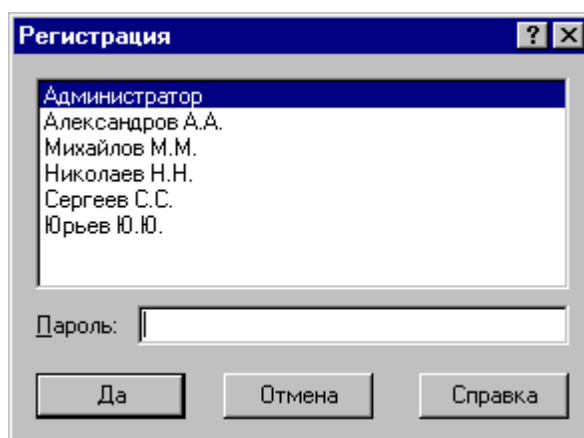 Регистрация
Администратор
Александров А.А.
Михайлов М.М.
Николаев Н.Н.
Сергеев С.С.
Юрьев Ю.Ю.
Пароль:
Да Отмена Справка